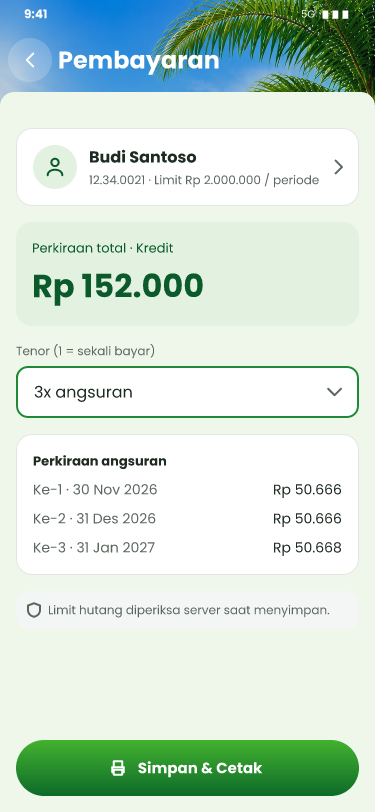 9:41
5G
Pembayaran
Budi Santoso
12.34.0021 · Limit Rp 2.000.000 / periode
Perkiraan total · Kredit
Rp 152.000
Tenor (1 = sekali bayar)
3x angsuran
Perkiraan angsuran
Ke-1 · 30 Nov 2026 Rp 50.666
Ke-2 · 31 Des 2026 Rp 50.666
Ke-3 · 31 Jan 2027 Rp 50.668
Limit hutang diperiksa server saat menyimpan.
Simpan & Cetak